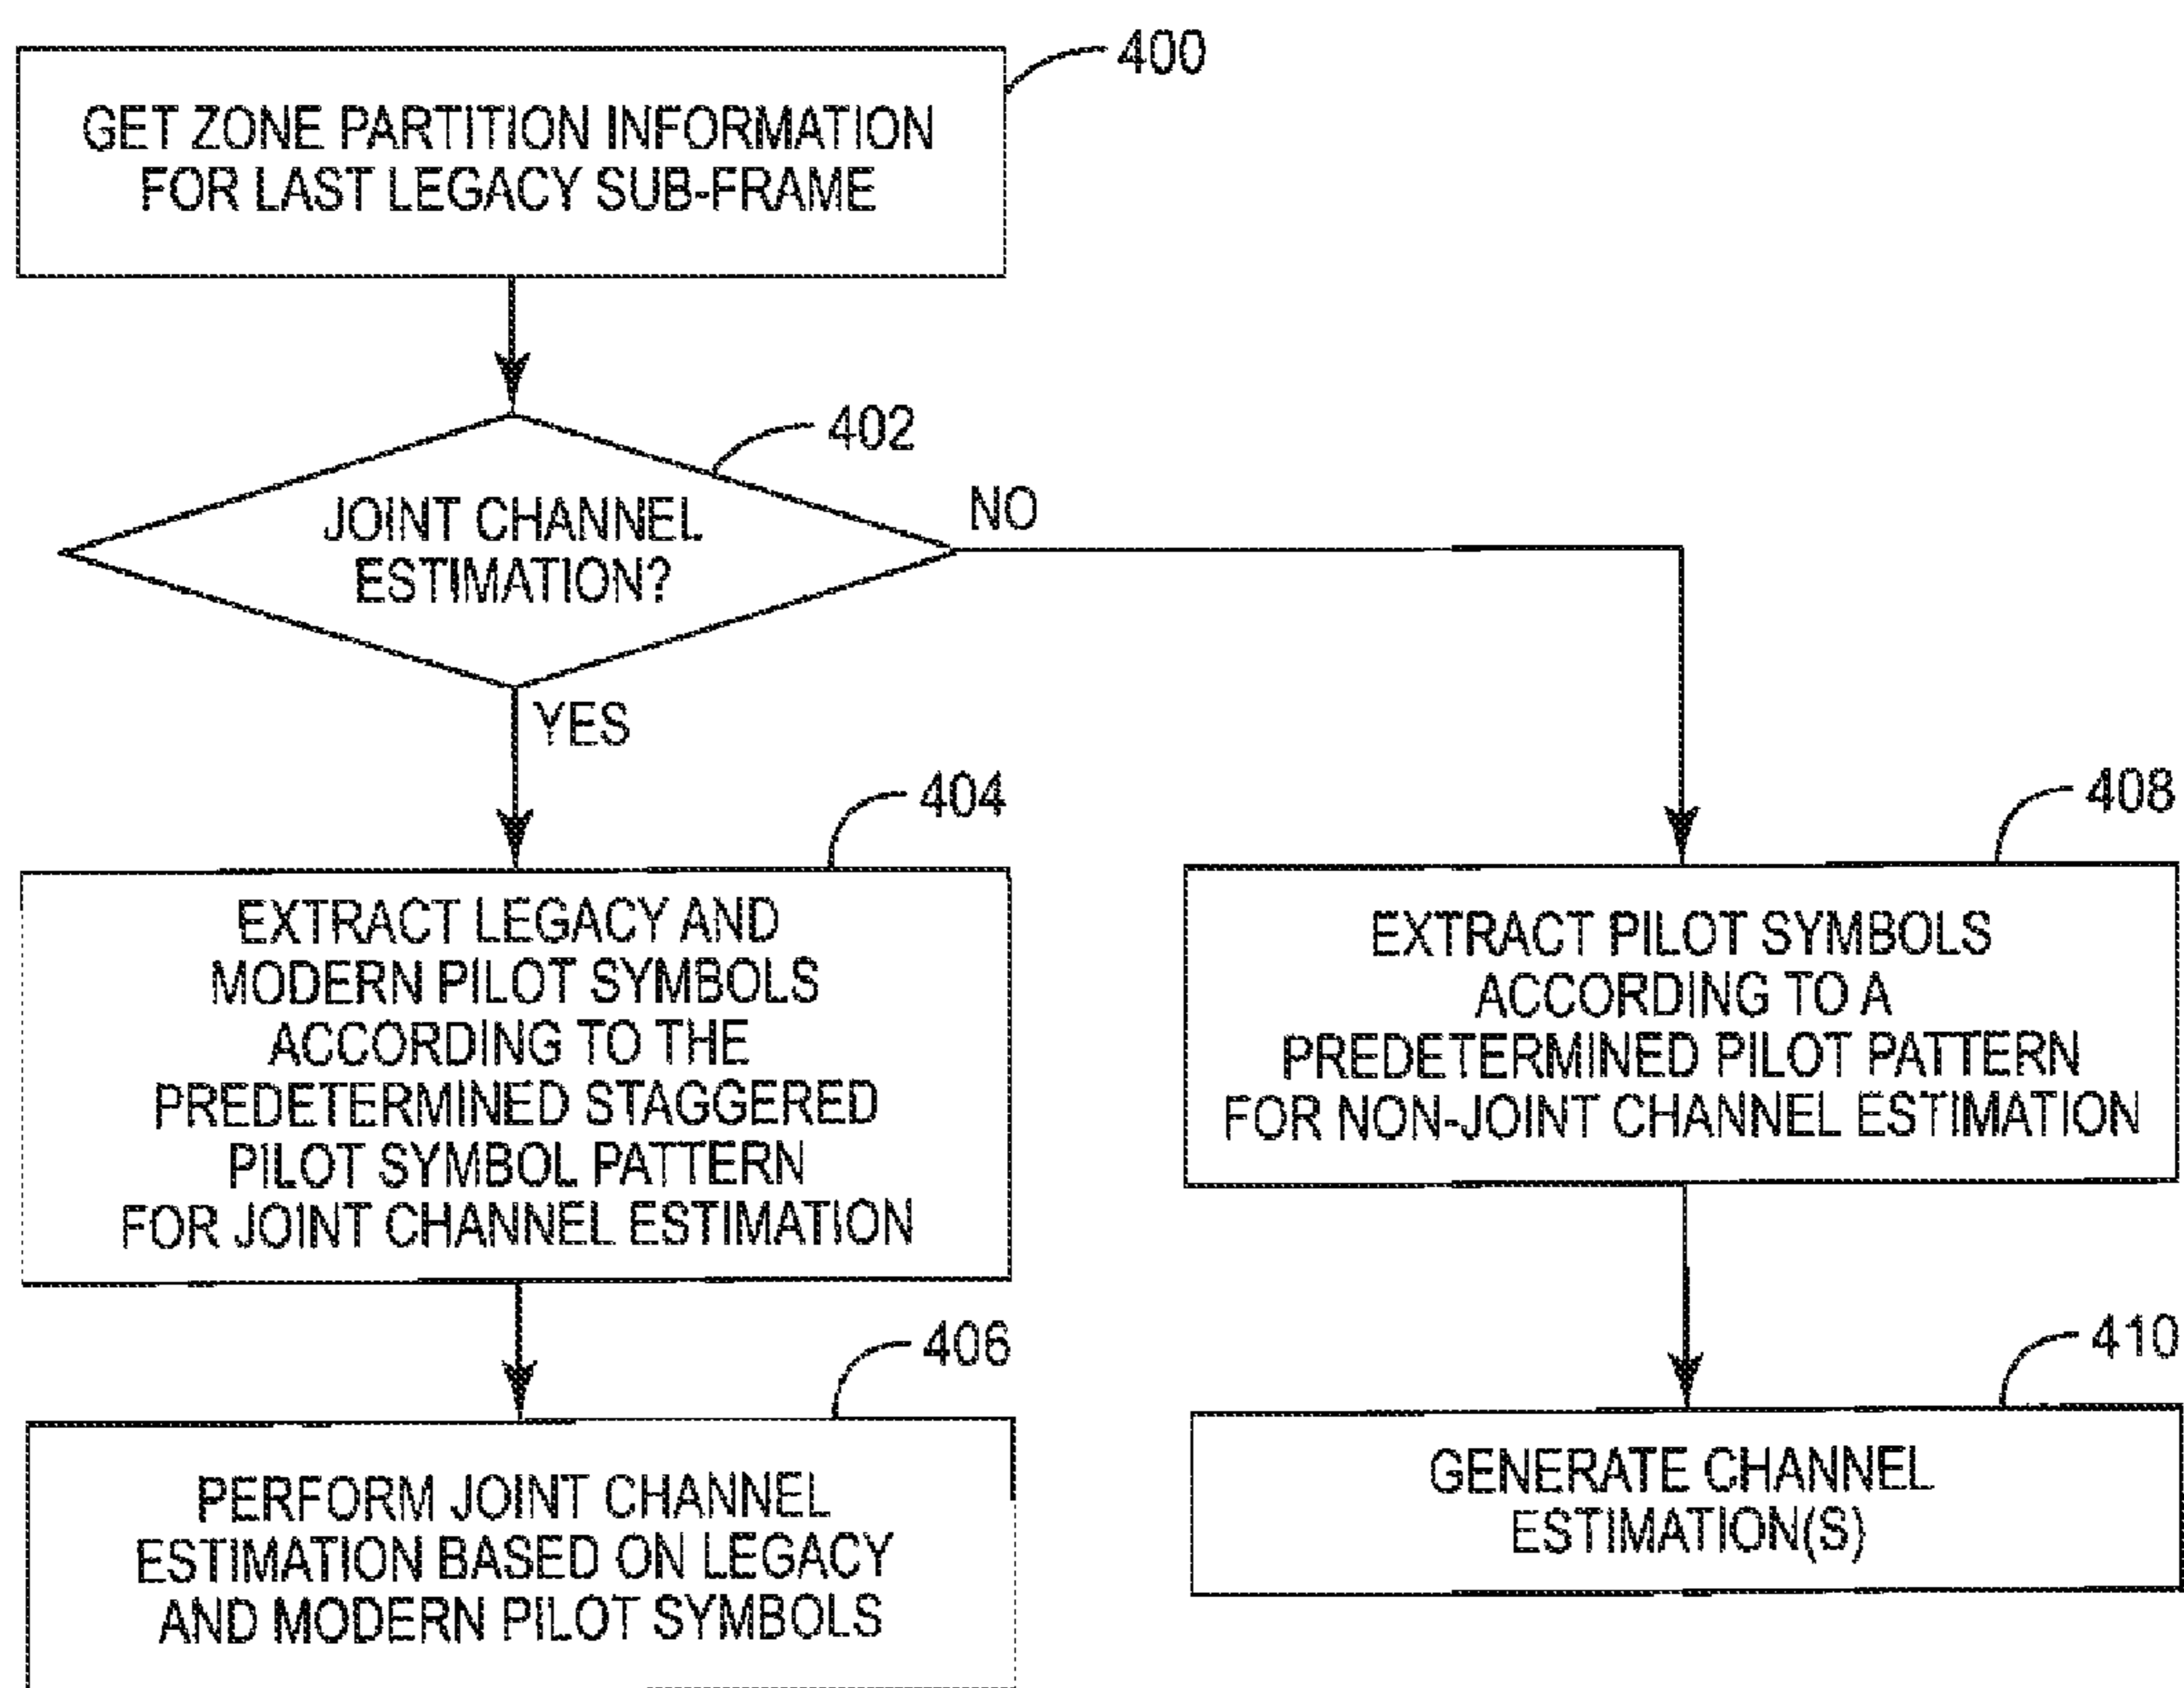 400
GET ZONE PARTITION INFORMATION
FOR LAST LEGACY SUB-FRAME
402
JOINT CHANNEL
ESTIMATION?
NO
YES
404
EXTRACT LEGACY AND
MODERN PILOT SYMBOLS
ACCORDING TO THE
PREDETERMINED STAGGERED
PILOT SYMBOL PATTERN
FOR JOINT CHANNEL ESTIMATION
408
EXTRACT PILOT SYMBOLS
ACCORDING TO A
PREDETERMINED PILOT PATTERN
FOR NON-JOINT CHANNEL ESTIMATION
406
PERFORM JOINT CHANNEL
ESTIMATION BASED ON LEGACY
AND MODERN PILOT SYMBOLS
410
GENERATE CHANNEL
ESTIMATION(S)